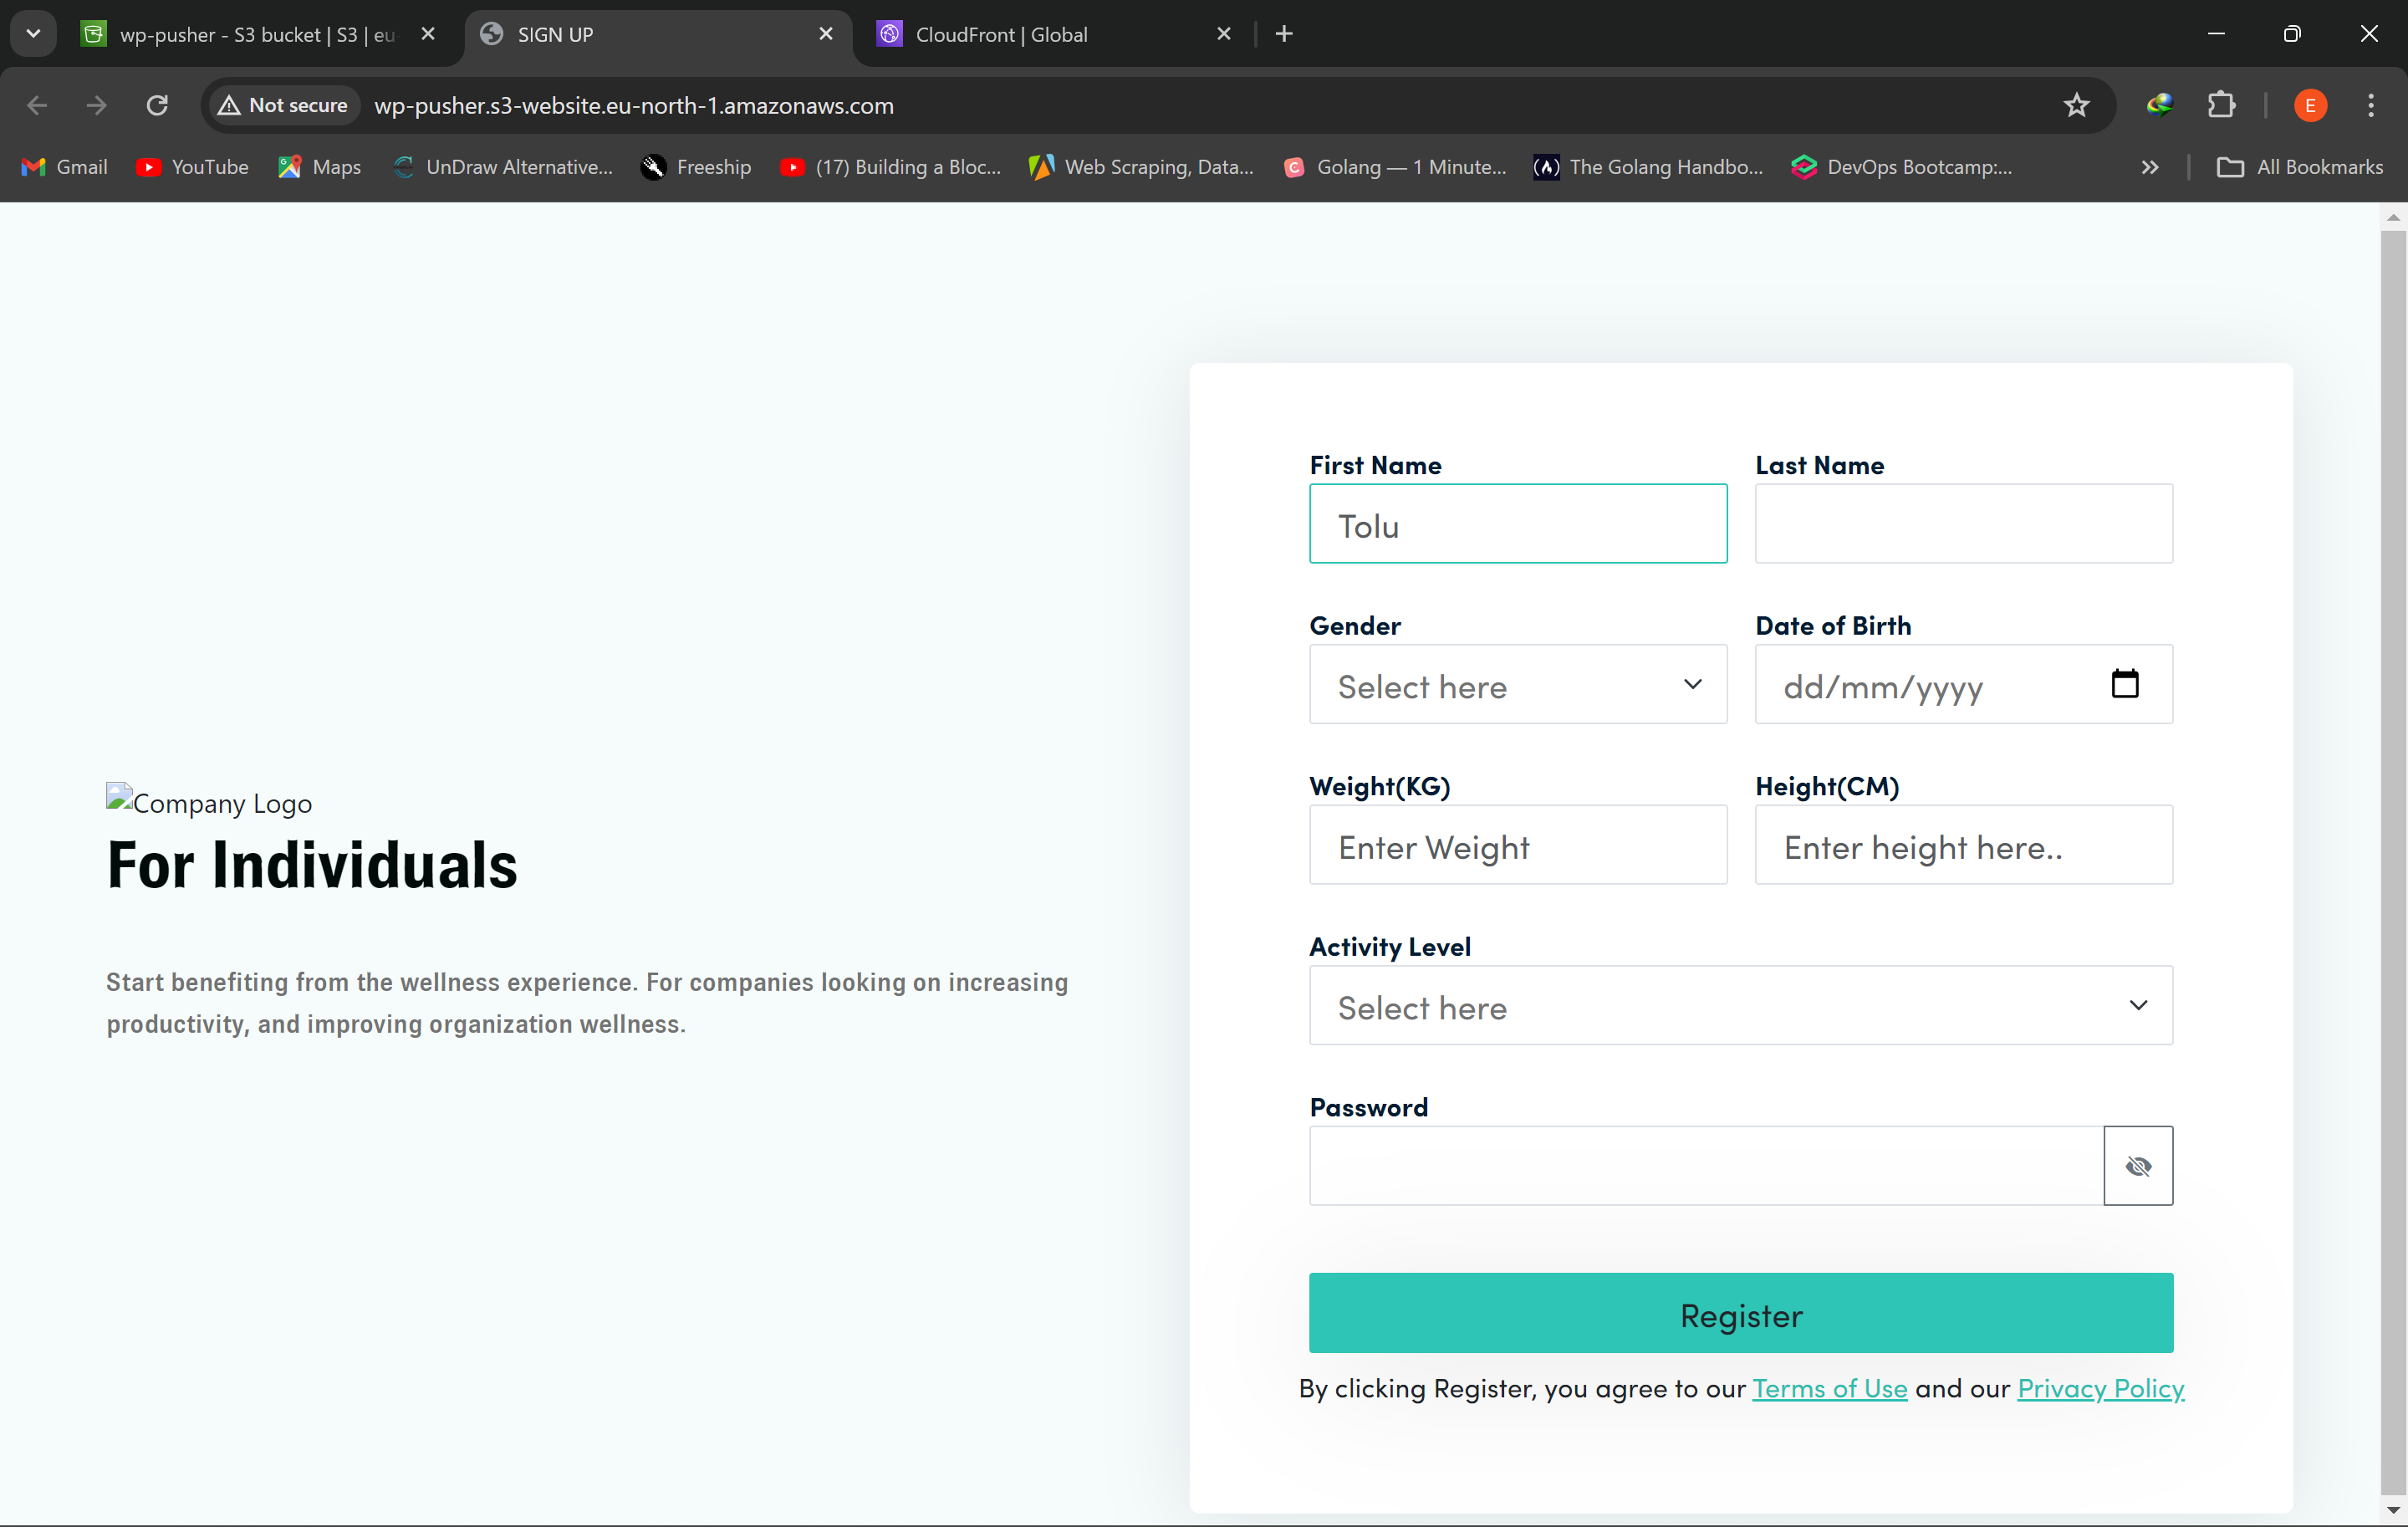 wp-pusher - S3 bucket | S3 | eu-
SIGN UP
CloudFront | Global
Not secure
wp-pusher.s3-website.eu-north-1.amazonaws.com
E
Gmail
YouTube
Maps
UnDraw Alternative...
Freeship
(17) Building a Bloc...
Web Scraping, Data...
Golang — 1 Minute...
The Golang Handbo...
DevOps Bootcamp:...
All Bookmarks
Company Logo
For Individuals
Start benefiting from the wellness experience. For companies looking on increasing
productivity, and improving organization wellness.
First Name
Last Name
Tolu
Gender
Date of Birth
Select here
dd/mm/yyyy
Weight(KG)
Height(CM)
Enter Weight
Enter height here..
Activity Level
Select here
Password
Register
By clicking Register, you agree to our Terms of Use and our Privacy Policy